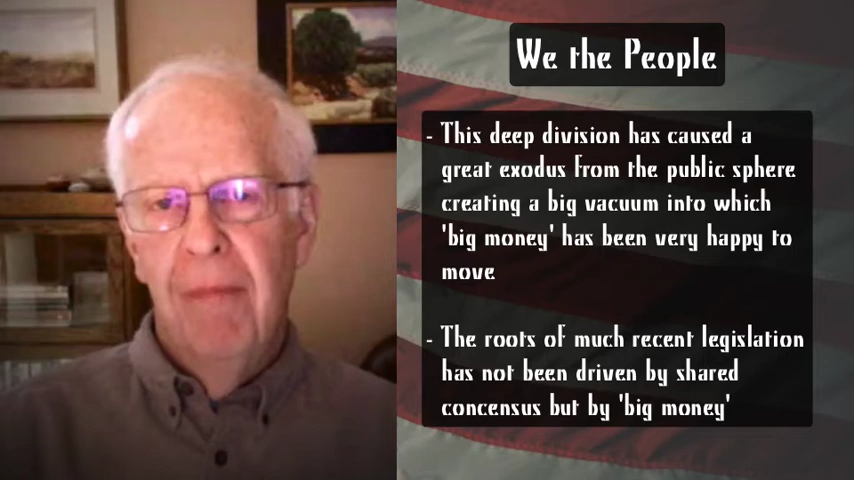 We the People
- This deep division has caused a
great exodus from the public sphere
creating a big vacuum into which
'big money' has been very happy to
move
- The roots of much recent legislation
has not been driven by shared
concensus but by 'big money'